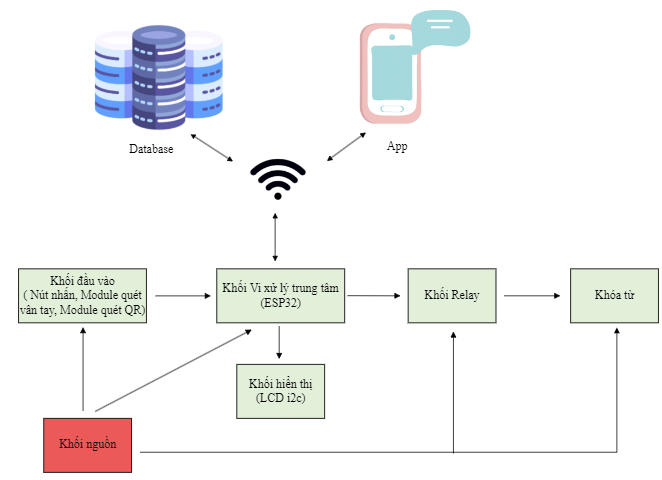 Database
App
Khối đầu vào
( Nút nhấn, Module quét
vân tay, Module quét QR)
Khối Vi xử lý trung tâm
(ESP32)
Khối Relay
Khóa từ
Khối hiển thị
(LCD i2c)
Khối nguồn